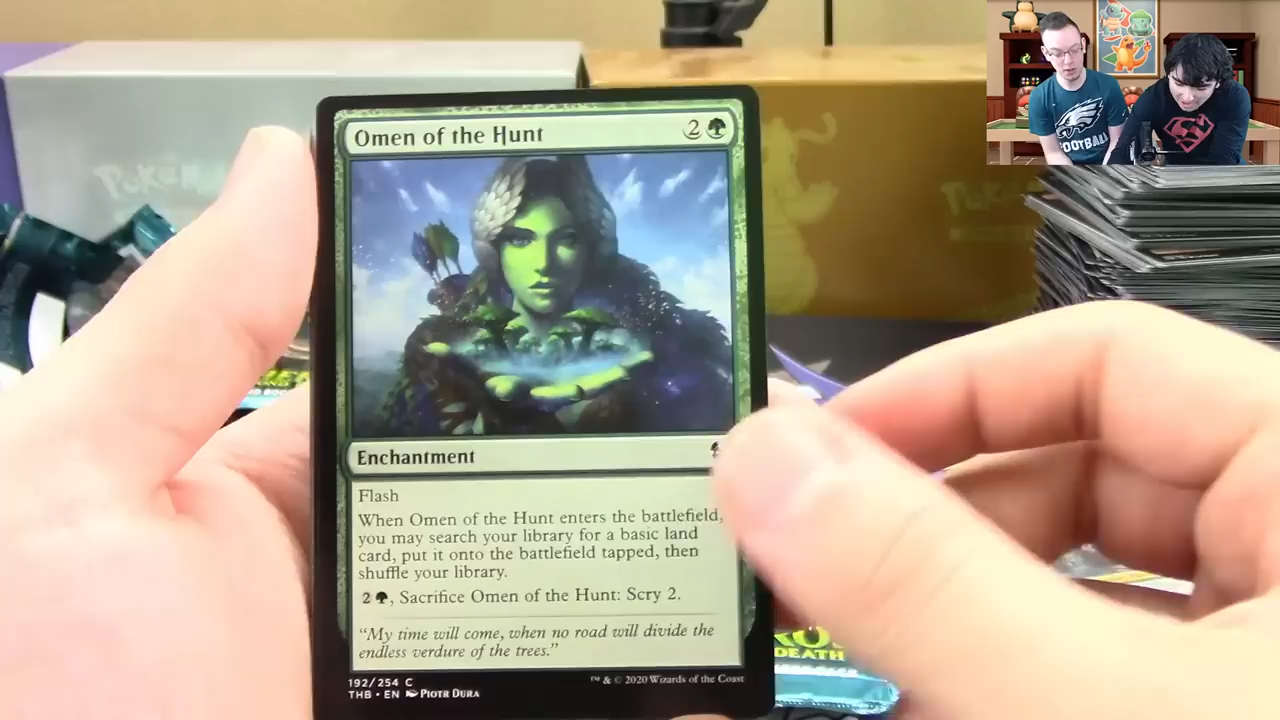 Omen of the Hunt 2
Enchantment
Flash
When Omen of the Hunt enters the battlefield,
you may search your library for a basic land
card, put it onto the battlefield tapped, then
shuffle your library.
2 , Sacrifice Omen of the Hunt: Scry 2.
"My time will come, when no road will divide the
endless verdure of the trees."
192/254 C
THB • EN Piotr Dura
™ & © 2020 Wizards of the Coast
FOOTBALL
DEATH